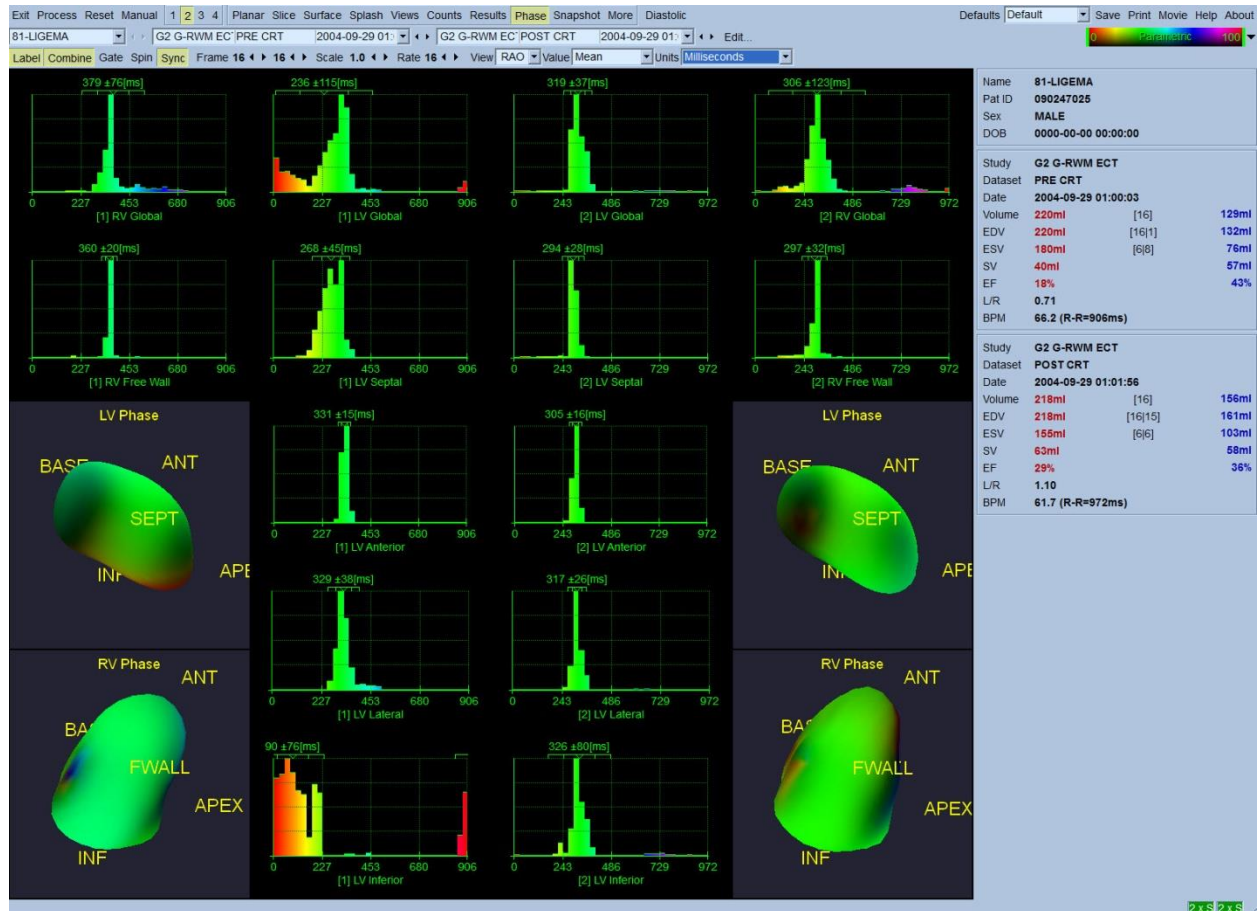 Exit Process Reset Manual 1 2 3 4 Planar Slice Surface Splash Views Counts Results Phase Snapshot More Diastolic Defaults Default Save Print Movie Help About
81-LIGEMA G2 G-RWM EC PRE CRT 2004-09-29 01: G2 G-RWM EC POST CRT 2004-09-29 01: Edit... 0 Parametric 100
Label Combine Gate Spin Sync Frame 16 16 Scale 1.0 Rate 16 View RAO Value Mean Units Milliseconds
379 ±76[ms] 236 ±115[ms] 319 ±37[ms] 306 ±123[ms]
0 227 453 680 906 0 227 453 680 906 0 243 486 729 972 0 243 486 729 972
[1] RV Global [1] LV Global [2] LV Global [2] RV Global
360 ±20[ms] 268 ±45[ms] 294 ±28[ms] 297 ±32[ms]
0 227 453 680 906 0 227 453 680 906 0 243 486 729 972 0 243 486 729 972
[1] RV Free Wall [1] LV Septal [2] LV Septal [2] RV Free Wall
LV Phase
BASE ANT
SEPT
INF APE
331 ±15[ms] 305 ±16[ms]
0 227 453 680 906 0 243 486 729 972
[1] LV Anterior [2] LV Anterior
LV Phase
BASE ANT
SEPT
INF APE
329 ±38[ms] 317 ±26[ms]
0 227 453 680 906 0 243 486 729 972
[1] LV Lateral [2] LV Lateral
RV Phase
ANT
BA
FWALL
APEX
INF
90 ±76[ms] 326 ±80[ms]
0 227 453 680 906 0 243 486 729 972
[1] LV Inferior [2] LV Inferior
RV Phase
ANT
BA
FWALL
APEX
INF
Name 81-LIGEMA
Pat ID 090247025
Sex MALE
DOB 0000-00-00 00:00:00
Study G2 G-RWM ECT
Dataset PRE CRT
Date 2004-09-29 01:00:03
Volume 220ml [16] 129ml
EDV 220ml [16|1] 132ml
ESV 180ml [6|8] 76ml
SV 40ml 57ml
EF 18% 43%
L/R 0.71
BPM 66.2 (R-R=906ms)
Study G2 G-RWM ECT
Dataset POST CRT
Date 2004-09-29 01:01:56
Volume 218ml [16] 156ml
EDV 218ml [16|15] 161ml
ESV 155ml [6|6] 103ml
SV 63ml 58ml
EF 29% 36%
L/R 1.10
BPM 61.7 (R-R=972ms)
2 x S 2 x S